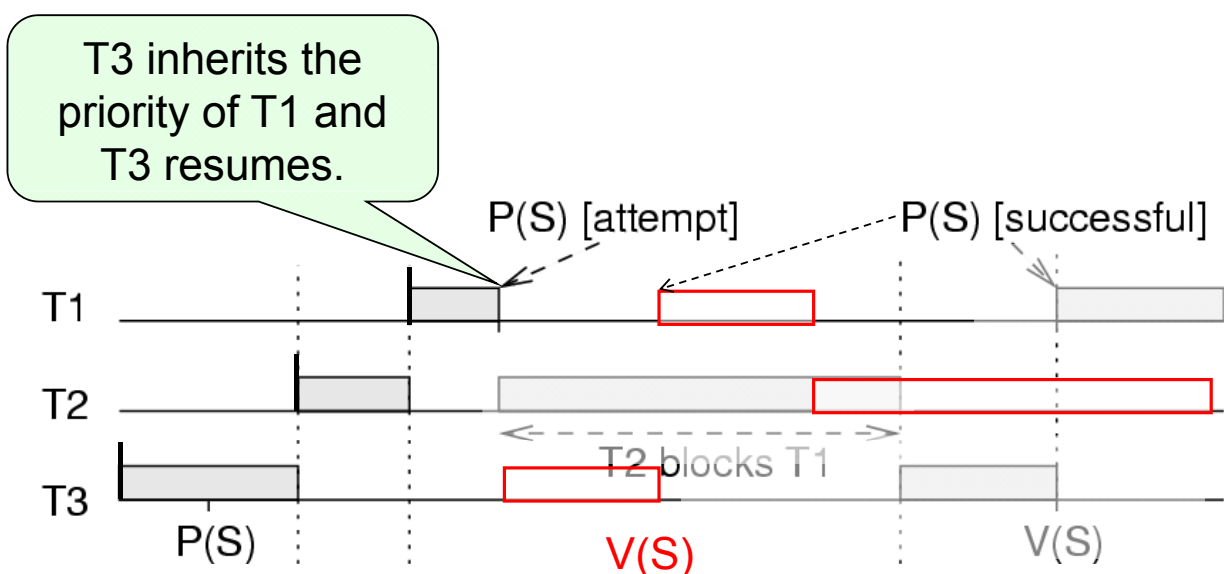 T3 inherits the
priority of T1 and
T3 resumes.
P(S) [attempt]
P(S) [successful]
T1
T2
T2 blocks T1
T3
P(S)
V(S)
V(S)